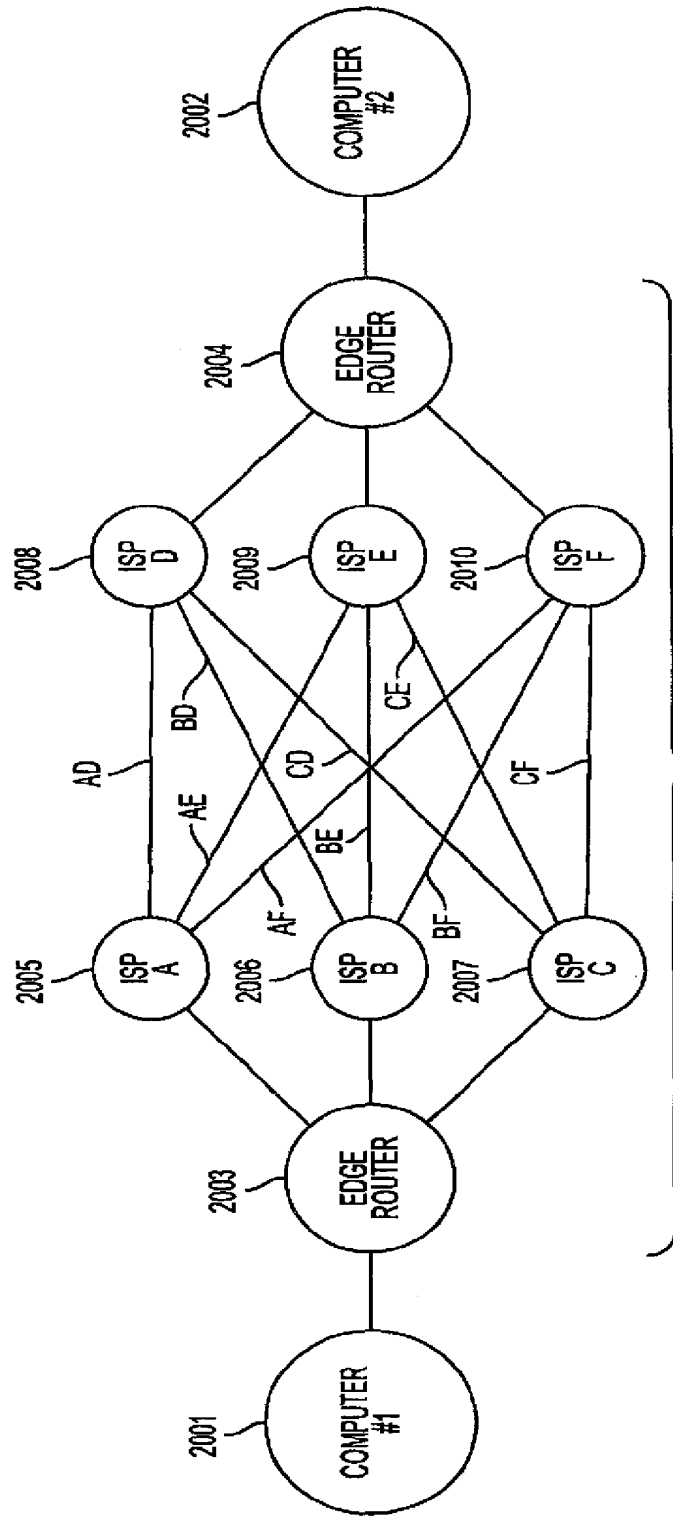 2001
COMPUTER
#1
2003
EDGE
ROUTER
2005
ISP
A
2006
ISP
B
2007
ISP
C
AD
AE
AF
BD
BE
BF
CD
CE
CF
2008
ISP
D
2009
ISP
E
2010
ISP
F
2004
EDGE
ROUTER
2002
COMPUTER
#2